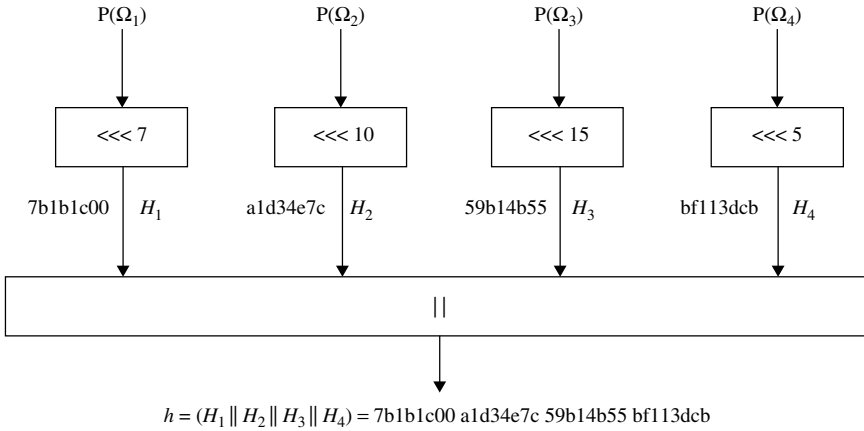 P(Ω₁) P(Ω₂) P(Ω₃) P(Ω₄)
<<< 7 <<< 10 <<< 15 <<< 5
7b1b1c00 H₁ a1d34e7c H₂ 59b14b55 H₃ bf113dcb H₄
||
h = (H₁ || H₂ || H₃ || H₄) = 7b1b1c00 a1d34e7c 59b14b55 bf113dcb